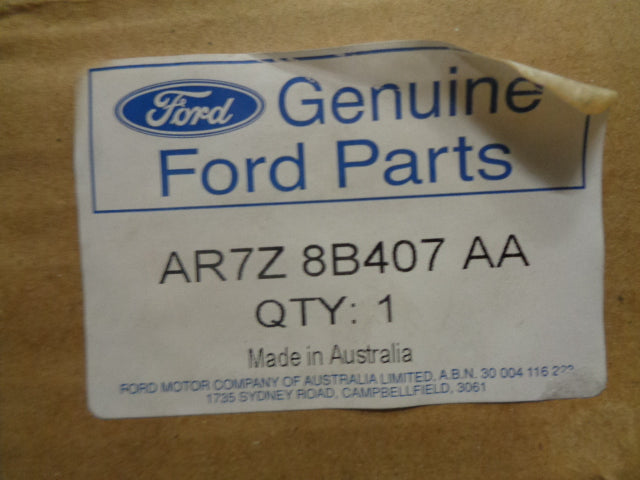 Ford Genuine
Ford Parts
AR7Z 8B407 AA
QTY: 1
Made in Australia
FORD MOTOR COMPANY OF AUSTRALIA LIMITED, A.B.N. 30 004 116 223
1735 SYDNEY ROAD, CAMPBELLFIELD, 3061